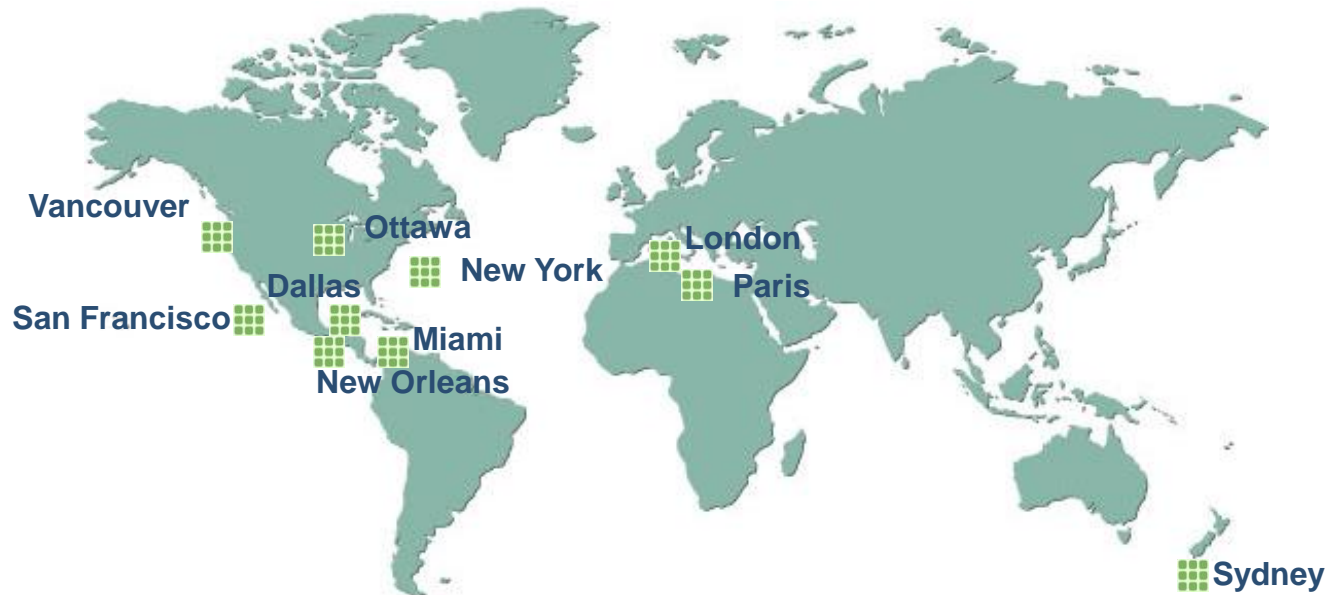 Vancouver
Ottawa
London
New York
Dallas
Paris
San Francisco
Miami
New Orleans
Sydney